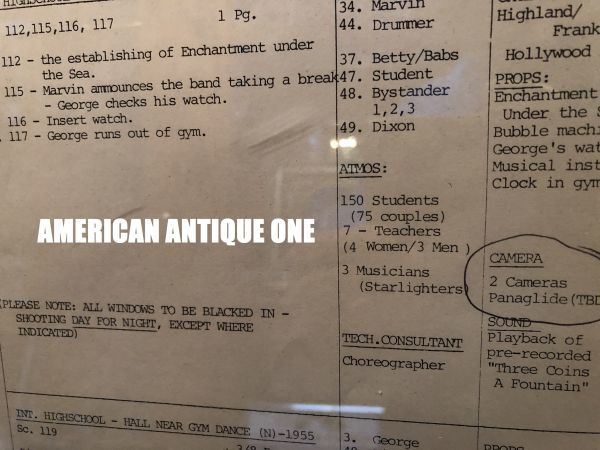 112,115,116, 117 1 Pg.
112 - the establishing of Enchantment under
the Sea.
115 - Marvin announces the band taking a break
- George checks his watch.
116 - Insert watch.
117 - George runs out of gym.
AMERICAN ANTIQUE ONE
PLEASE NOTE: ALL WINDOWS TO BE BLACKED IN -
SHOOTING DAY FOR NIGHT, EXCEPT WHERE
INDICATED)
INT. HIGHSCHOOL - HALL NEAR GYM DANCE (N)-1955
Sc. 119
34. Marvin
44. Drummer
37. Betty/Babs
47. Student
48. Bystander
1,2,3
49. Dixon
ATMOS:
150 Students
(75 couples)
7 - Teachers
(4 Women/3 Men )
3 Musicians
(Starlighters)
TECH.CONSULTANT
Choreographer
3. George
Highland/
Frank
Hollywood
PROPS:
Enchantment
Under the S
Bubble machi
George's wat
Musical inst
Clock in gym
CAMERA
2 Cameras
Panaglide(TBD
SOUND
Playback of
pre-recorded
"Three Coins
A Fountain"